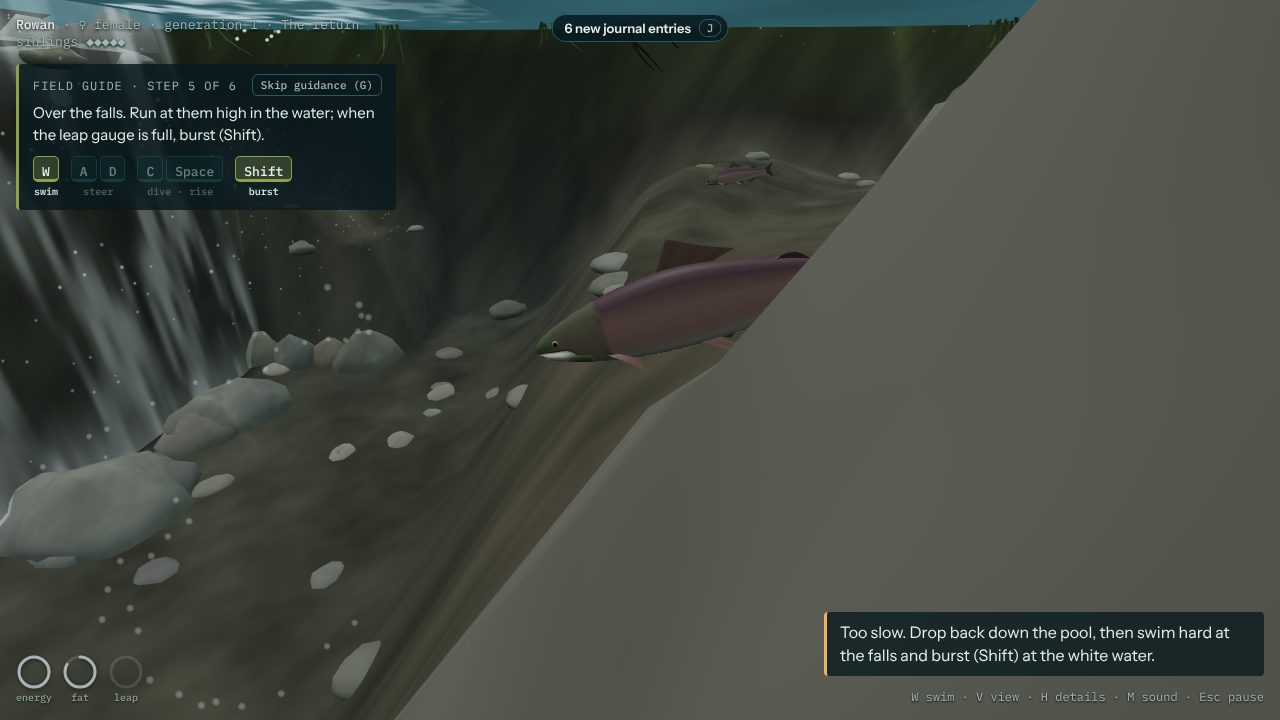 Rowan · ♀ female · generation 1 · The return
siblings ◆◆◆◆◆
6 new journal entries J
FIELD GUIDE · STEP 5 OF 6 Skip guidance (G)
Over the falls. Run at them high in the water; when
the leap gauge is full, burst (Shift).
W A D C Space Shift
swim steer dive · rise burst
Too slow. Drop back down the pool, then swim hard at
the falls and burst (Shift) at the white water.
energy fat leap
W swim · V view · H details · M sound · Esc pause